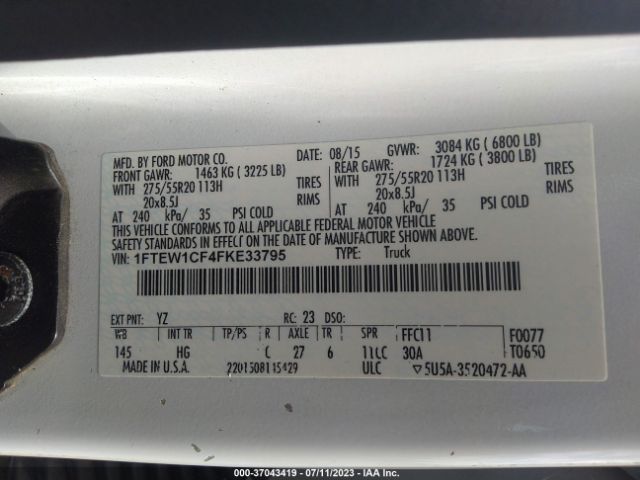 MFD. BY FORD MOTOR CO. DATE: 08/15 GVWR: 3084 KG ( 6800 LB)
FRONT GAWR: 1463 KG ( 3225 LB) REAR GAWR: 1724 KG ( 3800 LB)
WITH 275/55R20 113H TIRES WITH 275/55R20 113H TIRES
20x8.5J RIMS 20x8.5J RIMS
AT 240 kPa/ 35 PSI COLD AT 240 kPa/ 35 PSI COLD
THIS VEHICLE CONFORMS TO ALL APPLICABLE FEDERAL MOTOR VEHICLE
SAFETY STANDARDS IN EFFECT ON THE DATE OF MANUFACTURE SHOWN ABOVE.
VIN: 1FTEW1CF4FKE33795 TYPE: Truck
EXT PNT: YZ RC: 23 DSO:
WB INT TR TP/PS R AXLE TR SPR FFC11 F0077
145 HG C 27 6 11CC 30A T0650
MADE IN U.S.A. 2201508115429 ULC ▽5U5A-3520472-AA
000-37043419 - 07/11/2023 - IAA Inc.